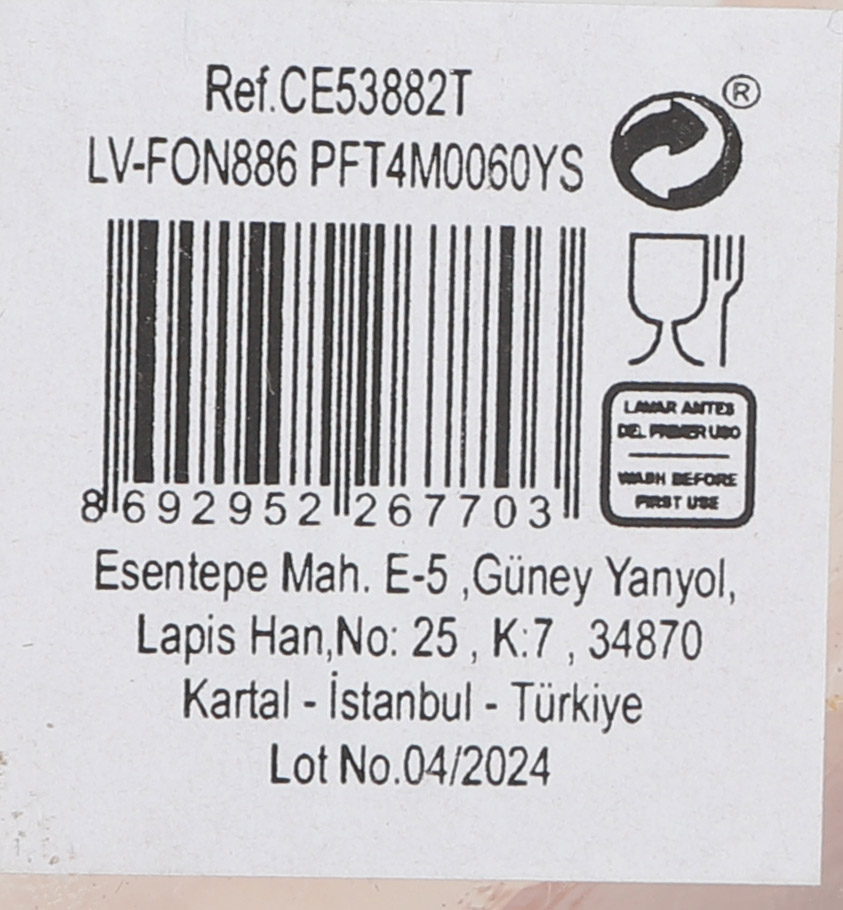 Ref.CE53882T
LV-FON886 PFT4M0060YS
®
LAVAR ANTES
DEL PRIMER USO
WASH BEFORE
FIRST USE
8 692952 267703
Esentepe Mah. E-5 ,Güney Yanyol,
Lapis Han,No: 25 , K:7 , 34870
Kartal - İstanbul - Türkiye
Lot No.04/2024